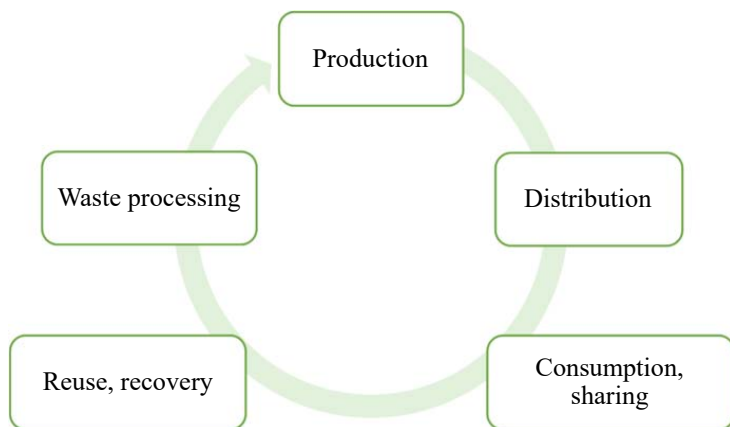 Production
Distribution
Consumption,
sharing
Reuse, recovery
Waste processing